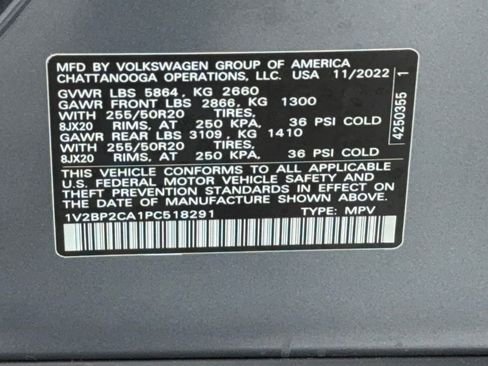 MFD BY VOLKSWAGEN GROUP OF AMERICA
CHATTANOOGA OPERATIONS, LLC. USA 11/2022
GVWR LBS 5864, KG 2660
GAWR FRONT LBS 2866, KG 1300
WITH 255/50R20 TIRES,
8JX20 RIMS, AT 250 KPA, 36 PSI COLD
GAWR REAR LBS 3109, KG 1410
WITH 255/50R20 TIRES,
8JX20 RIMS, AT 250 KPA, 36 PSI COLD
THIS VEHICLE CONFORMS TO ALL APPLICABLE
U.S. FEDERAL MOTOR VEHICLE SAFETY AND
THEFT PREVENTION STANDARDS IN EFFECT ON
THE DATE OF MANUFACTURE SHOWN ABOVE.
1V2BP2CA1PC518291 TYPE: MPV
4250355 1